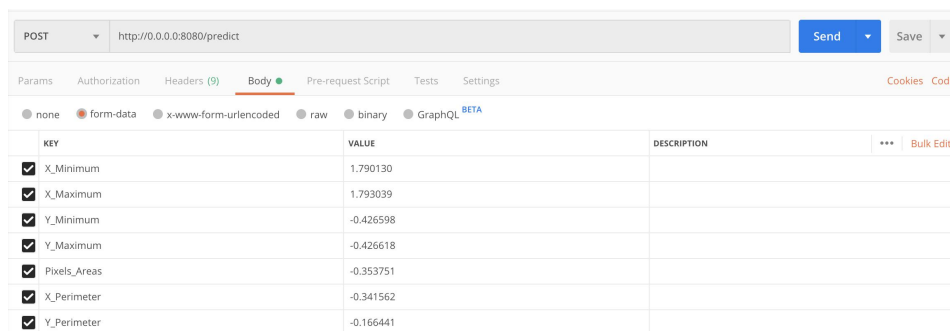 POST http://0.0.0.0:8080/predict Send Save
Params Authorization Headers (9) Body Pre-request Script Tests Settings Cookies Cod
none form-data x-www-form-urlencoded raw binary GraphQL BETA
KEY VALUE DESCRIPTION ••• Bulk Edit
X_Minimum 1.790130
X_Maximum 1.793039
Y_Minimum -0.426598
Y_Maximum -0.426618
Pixels_Areas -0.353751
X_Perimeter -0.341562
Y_Perimeter -0.166441